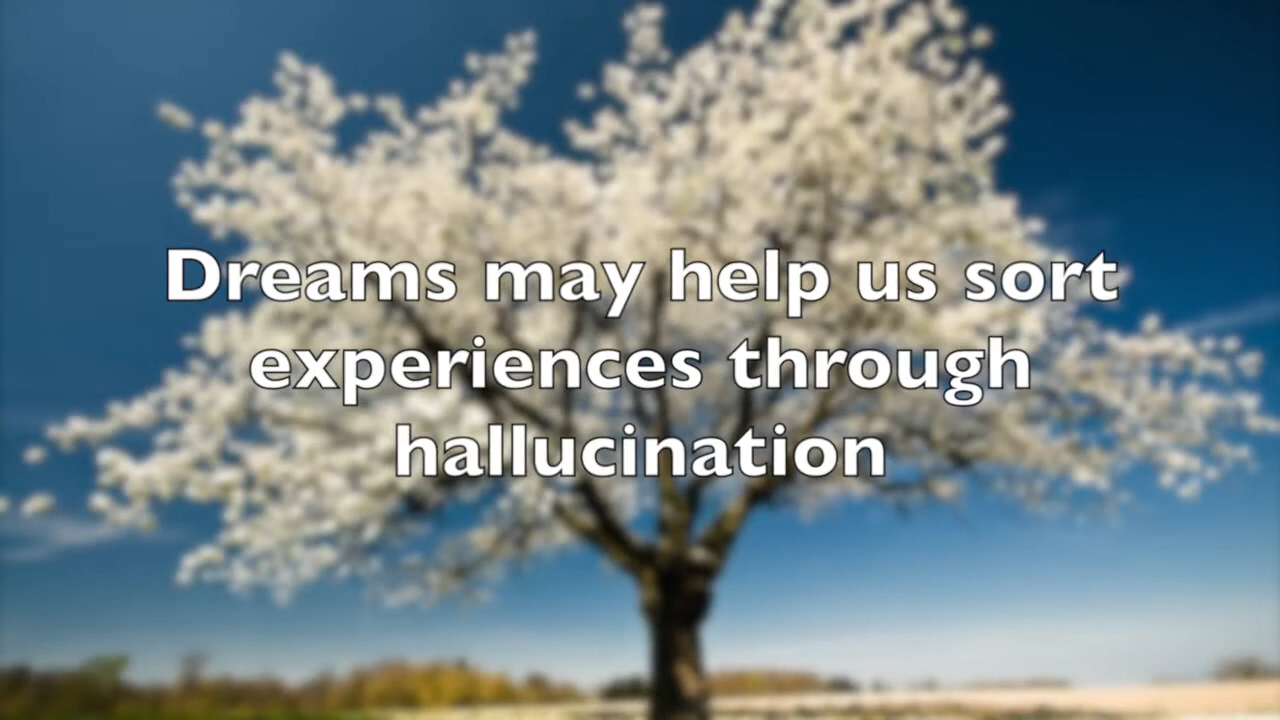 Dreams may help us sort
experiences through
hallucination